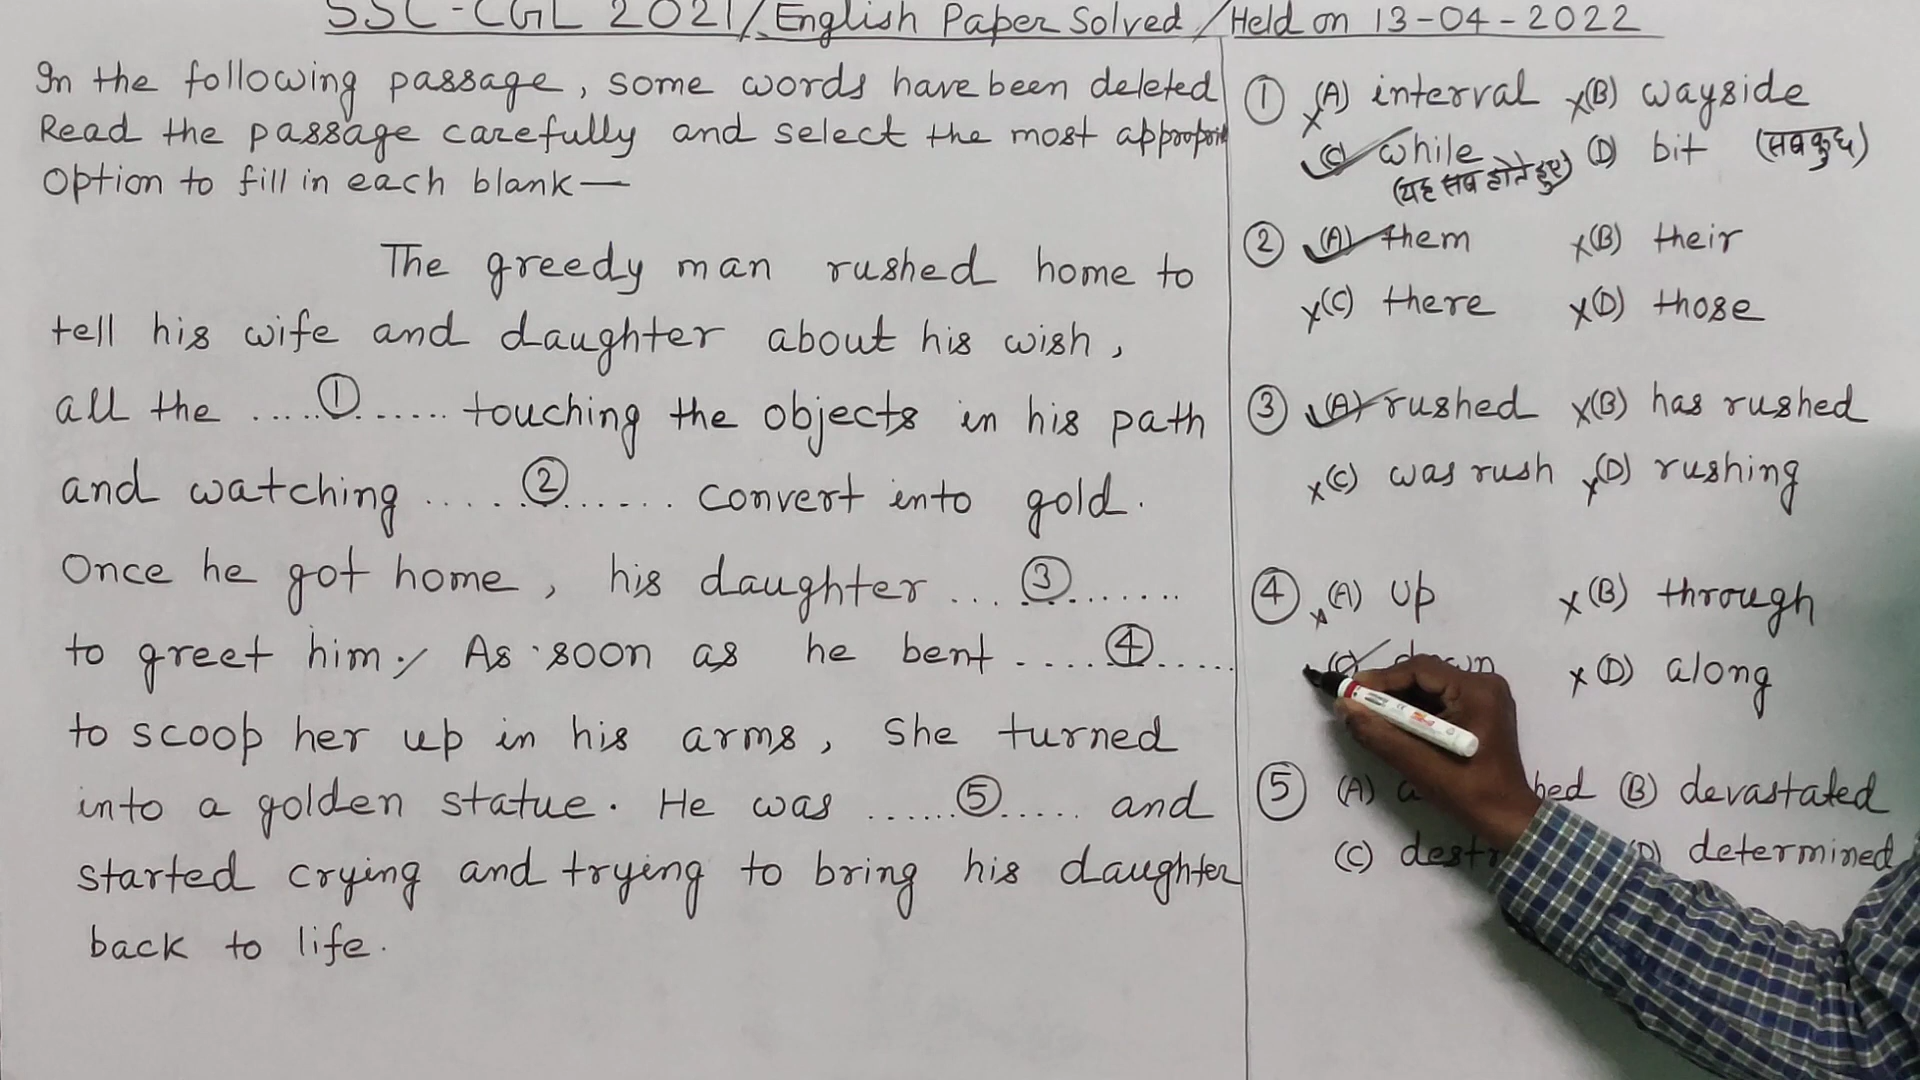 SSC-CGL 2021/English Paper Solved/Held on 13-04-2022
In the following passage, some words have been deleted
Read the passage carefully and select the most
Option to fill in each blank—
The greedy man rushed home to
tell his wife and daughter about his wish,
all the .....①...... touching the objects in his path
and watching .....②...... convert into gold.
Once he got home, his daughter ...③.......
to greet him. As soon as he bent ....④.....
to scoop her up in his arms, she turned
into a golden statue. He was ......⑤..... and
started crying and trying to bring his daughter
back to life.
① (A) interval (B) wayside
(C) while (D) bit (सब कुछ)
(यह सब होते हुए)
② (A) them (B) their
(C) there (D) those
③ (A) rushed (B) has rushed
(C) was rush (D) rushing
④ (A) up (B) through
(C) down (D) along
⑤ (A) (B) devastated
(C) (D) determined